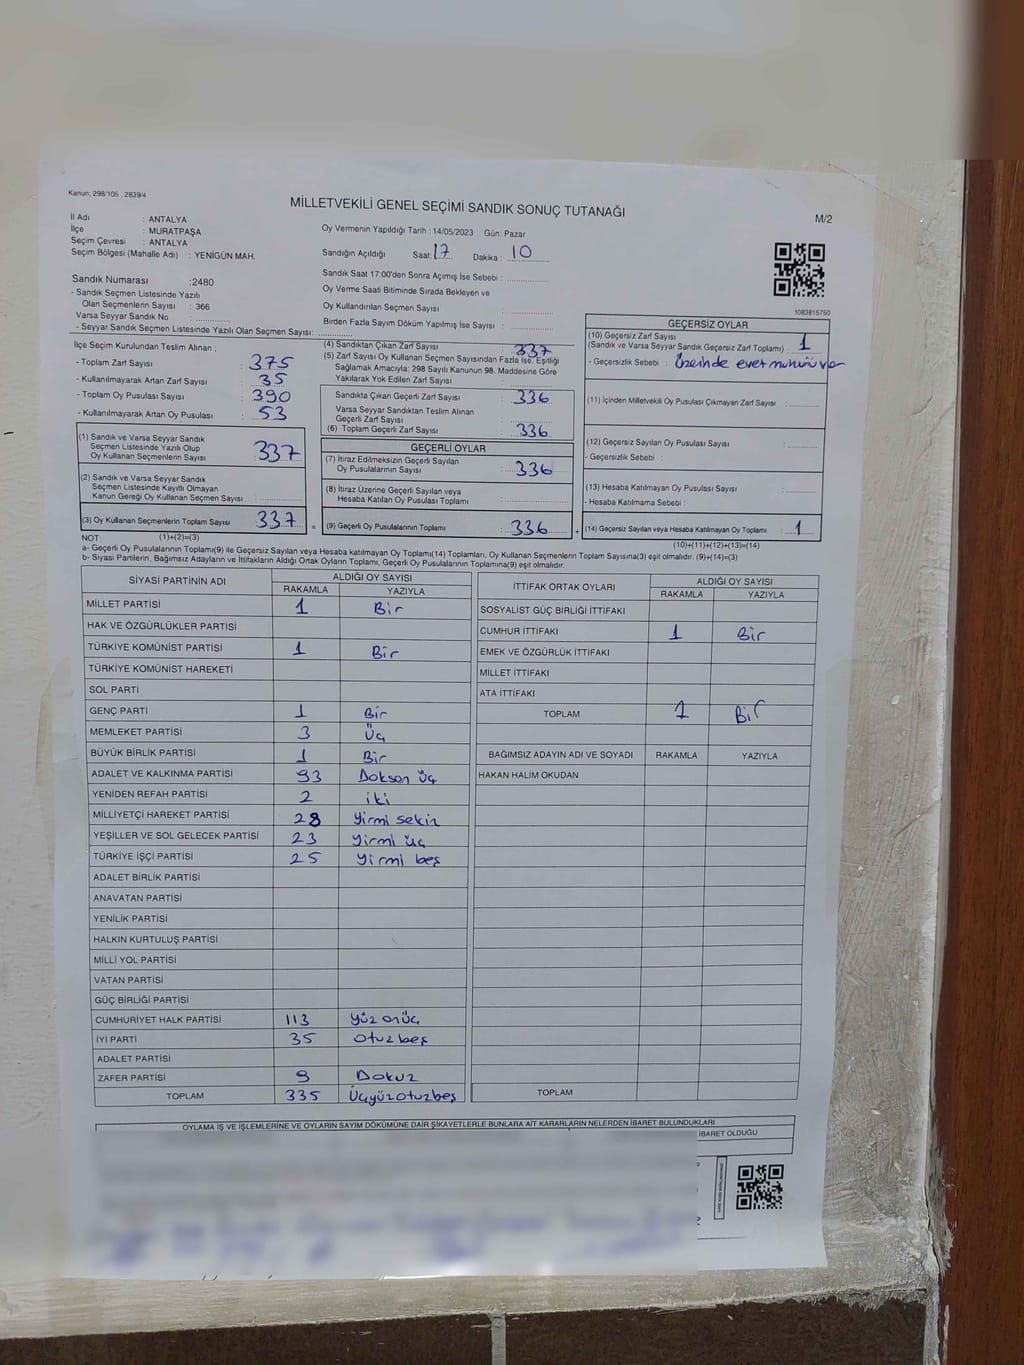 Kanun; 298/105 , 2839/4
MİLLETVEKİLİ GENEL SEÇİMİ SANDIK SONUÇ TUTANAĞI
M/2
İl Adı : ANTALYA
İlçe : MURATPAŞA
Seçim Çevresi : ANTALYA
Seçim Bölgesi (Mahalle Adı) : YENİGÜN MAH.
Oy Vermenin Yapıldığı Tarih : 14/05/2023 Gün: Pazar
Sandığın Açıldığı Saat: 17 Dakika : 10
Sandık Saat 17:00'den Sonra Açımış İse Sebebi :
Oy Verme Saati Bitiminde Sırada Bekleyen ve
Oy Kullandırılan Seçmen Sayısı :
Birden Fazla Sayım Döküm Yapılmış İse Sayısı :
1083815750
Sandık Numarası : 2480
- Sandık Seçmen Listesinde Yazılı
Olan Seçmenlerin Sayısı : 366
Varsa Seyyar Sandık No :
- Seyyar Sandık Seçmen Listesinde Yazılı Olan Seçmen Sayısı:
İlçe Seçim Kurulundan Teslim Alınan ;
- Toplam Zarf Sayısı : 375
- Kullanılmayarak Artan Zarf Sayısı : 35
- Toplam Oy Pusulası Sayısı : 390
- Kullanılmayarak Artan Oy Pusulası : 53
(1) Sandık ve Varsa Seyyar Sandık
Seçmen Listesinde Yazılı Olup
Oy Kullanan Seçmenlerin Sayısı : 337
(2) Sandık ve Varsa Seyyar Sandık
Seçmen Listesinde Kayıtlı Olmayan
Kanun Gereği Oy Kullanan Seçmen Sayısı :
(3) Oy Kullanan Seçmenlerin Toplam Sayısı : 337
(4) Sandıktan Çıkan Zarf Sayısı : 337
(5) Zarf Sayısı Oy Kullanan Seçmen Sayısından Fazla İse, Eşitliği
Sağlamak Amacıyla; 298 Sayılı Kanunun 98. Maddesine Göre
Yakılarak Yok Edilen Zarf Sayısı :
Sandıkta Çıkan Geçerli Zarf Sayısı : 336
Varsa Seyyar Sandıktan Teslim Alınan
Geçerli Zarf Sayısı :
(6) Toplam Geçerli Zarf Sayısı : 336
GEÇERLİ OYLAR
(7) İtiraz Edilmeksizin Geçerli Sayılan
Oy Pusulalarının Sayısı : 336
(8) İtiraz Üzerine Geçerli Sayılan veya
Hesaba Katılan Oy Pusulası Toplamı :
= (9) Geçerli Oy Pusulalarının Toplamı : 336
GEÇERSİZ OYLAR
(10) Geçersiz Zarf Sayısı
(Sandık ve Varsa Seyyar Sandık Geçersiz Zarf Toplamı) : 1
- Geçersizlik Sebebi : Üzerinde evet mühürü var
(11) İçinden Milletvekili Oy Pusulası Çıkmayan Zarf Sayısı :
(12) Geçersiz Sayılan Oy Pusulası Sayısı :
- Geçersizlik Sebebi :
(13) Hesaba Katılmayan Oy Pusulası Sayısı :
- Hesaba Katılmama Sebebi :
+ (14) Geçersiz Sayılan veya Hesaba Katılmayan Oy Toplamı : 1
NOT: (1)+(2)=(3)
(10)+(11)+(12)+(13)=(14)
a- Geçerli Oy Pusulalarının Toplamı(9) ile Geçersiz Sayılan veya Hesaba katılmayan Oy Toplamı(14) Toplamları, Oy Kullanan Seçmenlerin Toplam Sayısına(3) eşit olmalıdır. (9)+(14)=(3)
b- Siyasi Partilerin, Bağımsız Adayların ve İttifakların Aldığı Ortak Oyların Toplamı, Geçerli Oy Pusulalarının Toplamına(9) eşit olmalıdır.
SİYASİ PARTİNİN ADI ALDIĞI OY SAYISI
RAKAMLA YAZIYLA
MİLLET PARTİSİ 1 Bir
HAK VE ÖZGÜRLÜKLER PARTİSİ
TÜRKİYE KOMÜNİST PARTİSİ 1 Bir
TÜRKİYE KOMÜNİST HAREKETİ
SOL PARTİ
GENÇ PARTİ 1 Bir
MEMLEKET PARTİSİ 3 Üç
BÜYÜK BİRLİK PARTİSİ 1 Bir
ADALET VE KALKINMA PARTİSİ 93 Doksan üç
YENİDEN REFAH PARTİSİ 2 iki
MİLLİYETÇİ HAREKET PARTİSİ 28 Yirmi sekiz
YEŞİLLER VE SOL GELECEK PARTİSİ 23 Yirmi üç
TÜRKİYE İŞÇİ PARTİSİ 25 Yirmi beş
ADALET BİRLİK PARTİSİ
ANAVATAN PARTİSİ
YENİLİK PARTİSİ
HALKIN KURTULUŞ PARTİSİ
MİLLİ YOL PARTİSİ
VATAN PARTİSİ
GÜÇ BİRLİĞİ PARTİSİ
CUMHURİYET HALK PARTİSİ 113 Yüz onüç
İYİ PARTİ 35 otuz beş
ADALET PARTİSİ
ZAFER PARTİSİ 9 Dokuz
TOPLAM 335 Üçyüzotuzbeş
İTTİFAK ORTAK OYLARI ALDIĞI OY SAYISI
RAKAMLA YAZIYLA
SOSYALİST GÜÇ BİRLİĞİ İTTİFAKI
CUMHUR İTTİFAKI 1 Bir
EMEK VE ÖZGÜRLÜK İTTİFAKI
MİLLET İTTİFAKI
ATA İTTİFAKI
TOPLAM 1 Bir
BAĞIMSIZ ADAYIN ADI VE SOYADI RAKAMLA YAZIYLA
HAKAN HALİM OKUDAN
TOPLAM
OYLAMA İŞ VE İŞLEMLERİNE VE OYLARIN SAYIM DÖKÜMÜNE DAİR ŞİKAYETLERLE BUNLARA AİT KARARLARIN NELERDEN İBARET BULUNDUKLARI
İBARET OLDUĞU